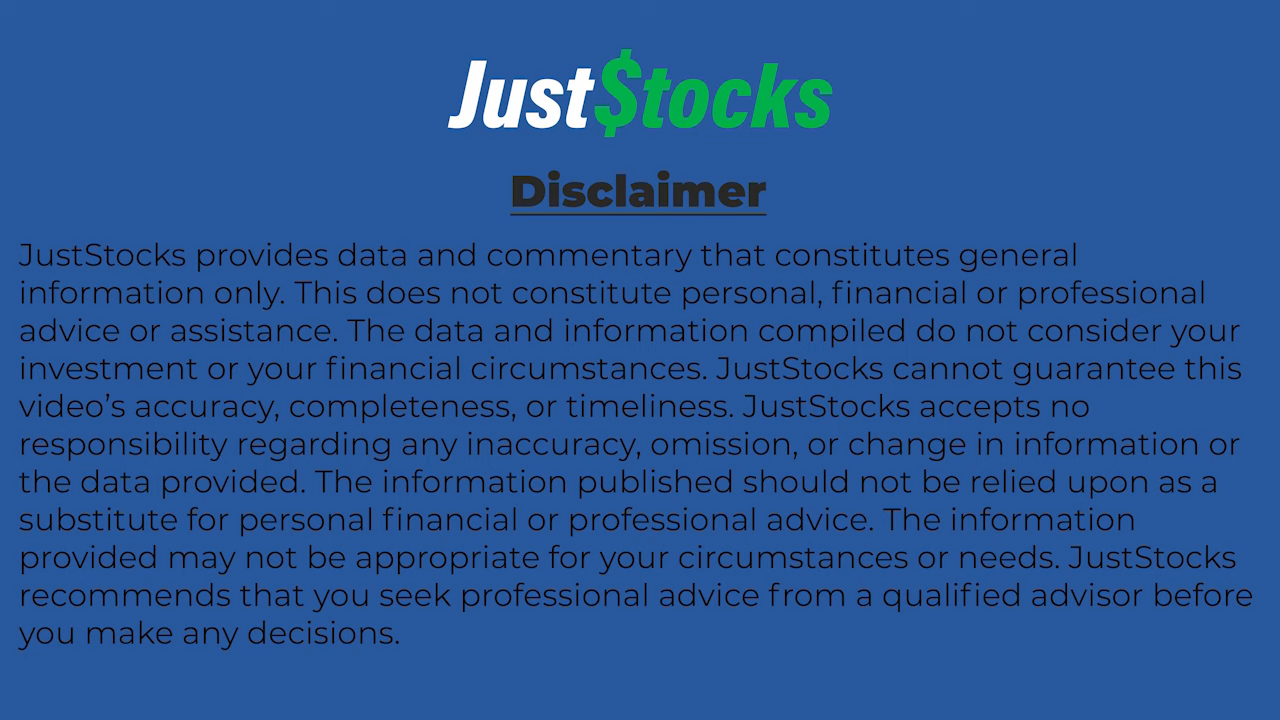 Just$tocks
Disclaimer
JustStocks provides data and commentary that constitutes general
information only. This does not constitute personal, financial or professional
advice or assistance. The data and information compiled do not consider your
investment or your financial circumstances. JustStocks cannot guarantee this
video’s accuracy, completeness, or timeliness. JustStocks accepts no
responsibility regarding any inaccuracy, omission, or change in information or
the data provided. The information published should not be relied upon as a
substitute for personal financial or professional advice. The information
provided may not be appropriate for your circumstances or needs. JustStocks
recommends that you seek professional advice from a qualified advisor before
you make any decisions.